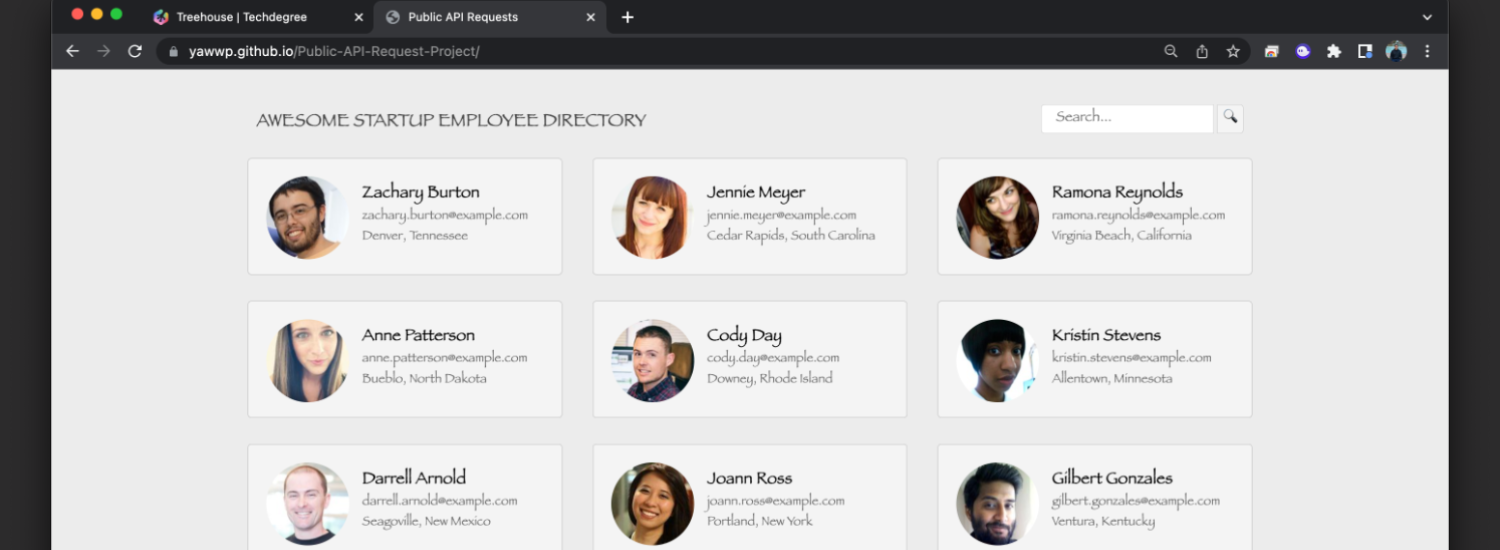 Treehouse | Techdegree
Public API Requests
yawwp.github.io/Public-API-Request-Project/
AWESOME STARTUP EMPLOYEE DIRECTORY
Search...
Zachary Burton
zachary.burton@example.com
Denver, Tennessee
Jennie Meyer
jennie.meyer@example.com
Cedar Rapids, South Carolina
Ramona Reynolds
ramona.reynolds@example.com
Virginia Beach, California
Anne Patterson
anne.patterson@example.com
Bueblo, North Dakota
Cody Day
cody.day@example.com
Downey, Rhode Island
Kristin Stevens
kristin.stevens@example.com
Allentown, Minnesota
Darrell Arnold
darrell.arnold@example.com
Seagoville, New Mexico
Joann Ross
joann.ross@example.com
Portland, New York
Gilbert Gonzales
gilbert.gonzales@example.com
Ventura, Kentucky